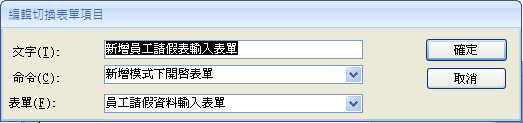 編輯切換表單項目
文字(T): 新增員工請假表輸入表單 確定
命令(C): 新增模式下開啟表單 取消
表單(F): 員工請假資料輸入表單